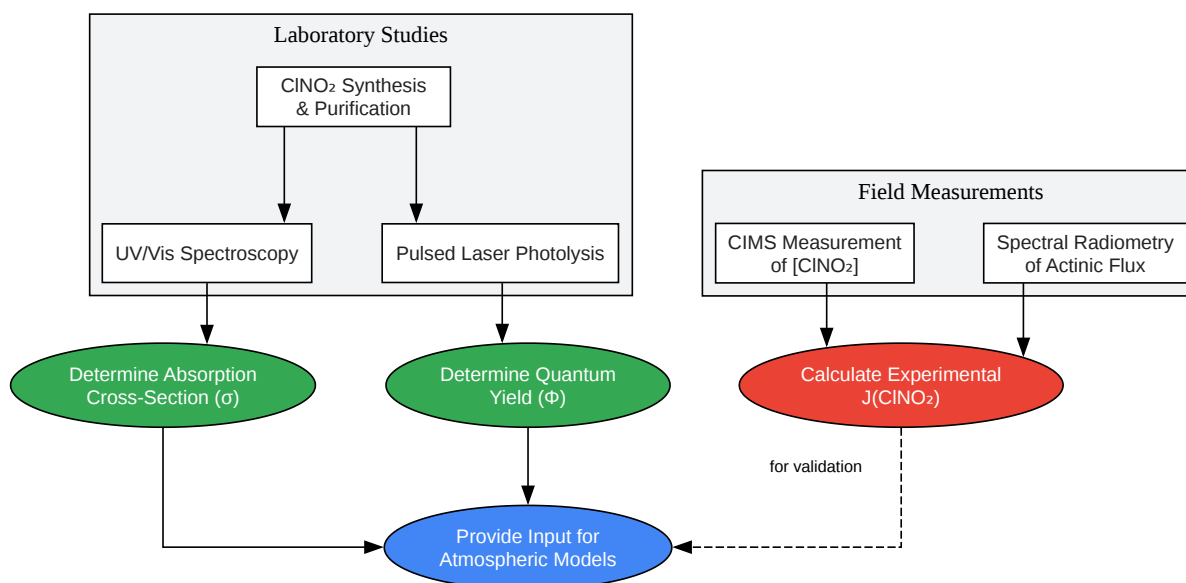 Laboratory Studies
ClNO₂ Synthesis
& Purification
UV/Vis Spectroscopy
Pulsed Laser Photolysis
Field Measurements
CIMS Measurement
of [ClNO₂]
Spectral Radiometry
of Actinic Flux
Determine Absorption
Cross-Section (σ)
Determine Quantum
Yield (Φ)
Calculate Experimental
J(ClNO₂)
for validation
Provide Input for
Atmospheric Models